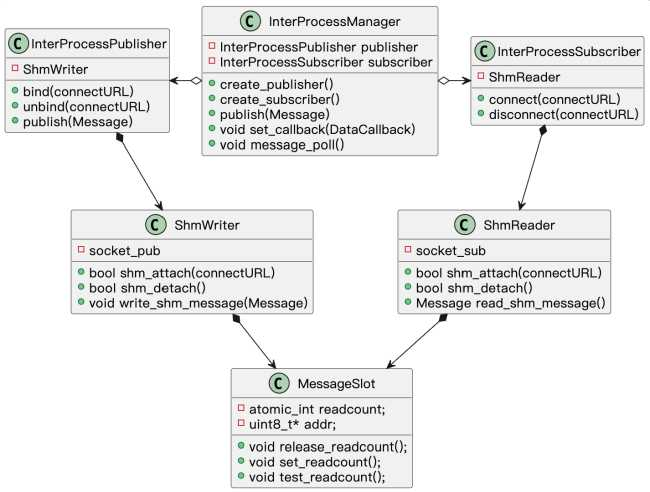 C InterProcessManager
InterProcessPublisher publisher
InterProcessSubscriber subscriber
create_publisher()
create_subscriber()
publish(Message)
void set_callback(DataCallback)
void message_poll()
C InterProcessPublisher
ShmWriter
bind(connectURL)
unbind(connectURL)
publish(Message)
C InterProcessSubscriber
ShmReader
connect(connectURL)
disconnect(connectURL)
C ShmWriter
socket_pub
bool shm_attach(connectURL)
bool shm_detach()
void write_shm_message(Message)
C ShmReader
socket_sub
bool shm_attach(connectURL)
bool shm_detach()
Message read_shm_message()
C MessageSlot
atomic_int readcount;
uint8_t* addr;
void release_readcount();
void set_readcount();
void test_readcount();